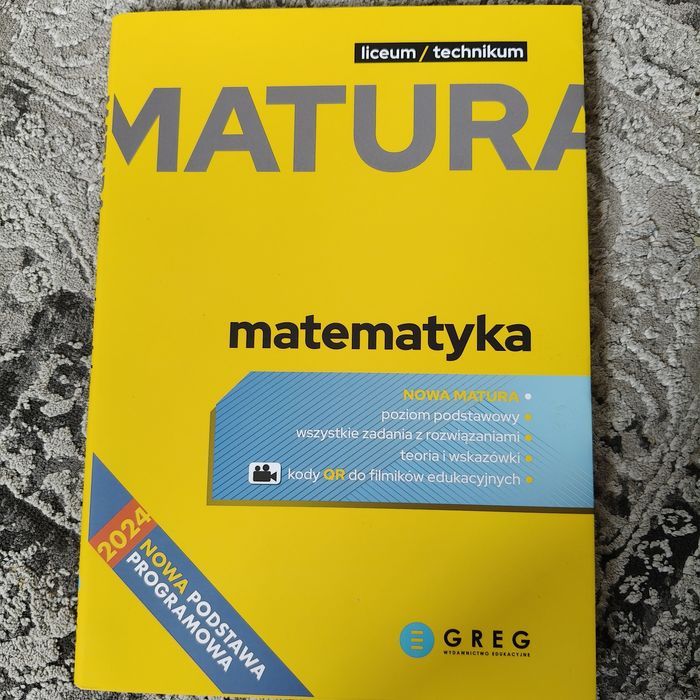 liceum / technikum
MATURA
matematyka
NOWA MATURA •
poziom podstawowy •
wszystkie zadania z rozwiązaniami •
teoria i wskazówki •
kody QR do filmików edukacyjnych •
2024
NOWA PODSTAWA
PROGRAMOWA
GREG
WYDAWNICTWO EDUKACYJNE